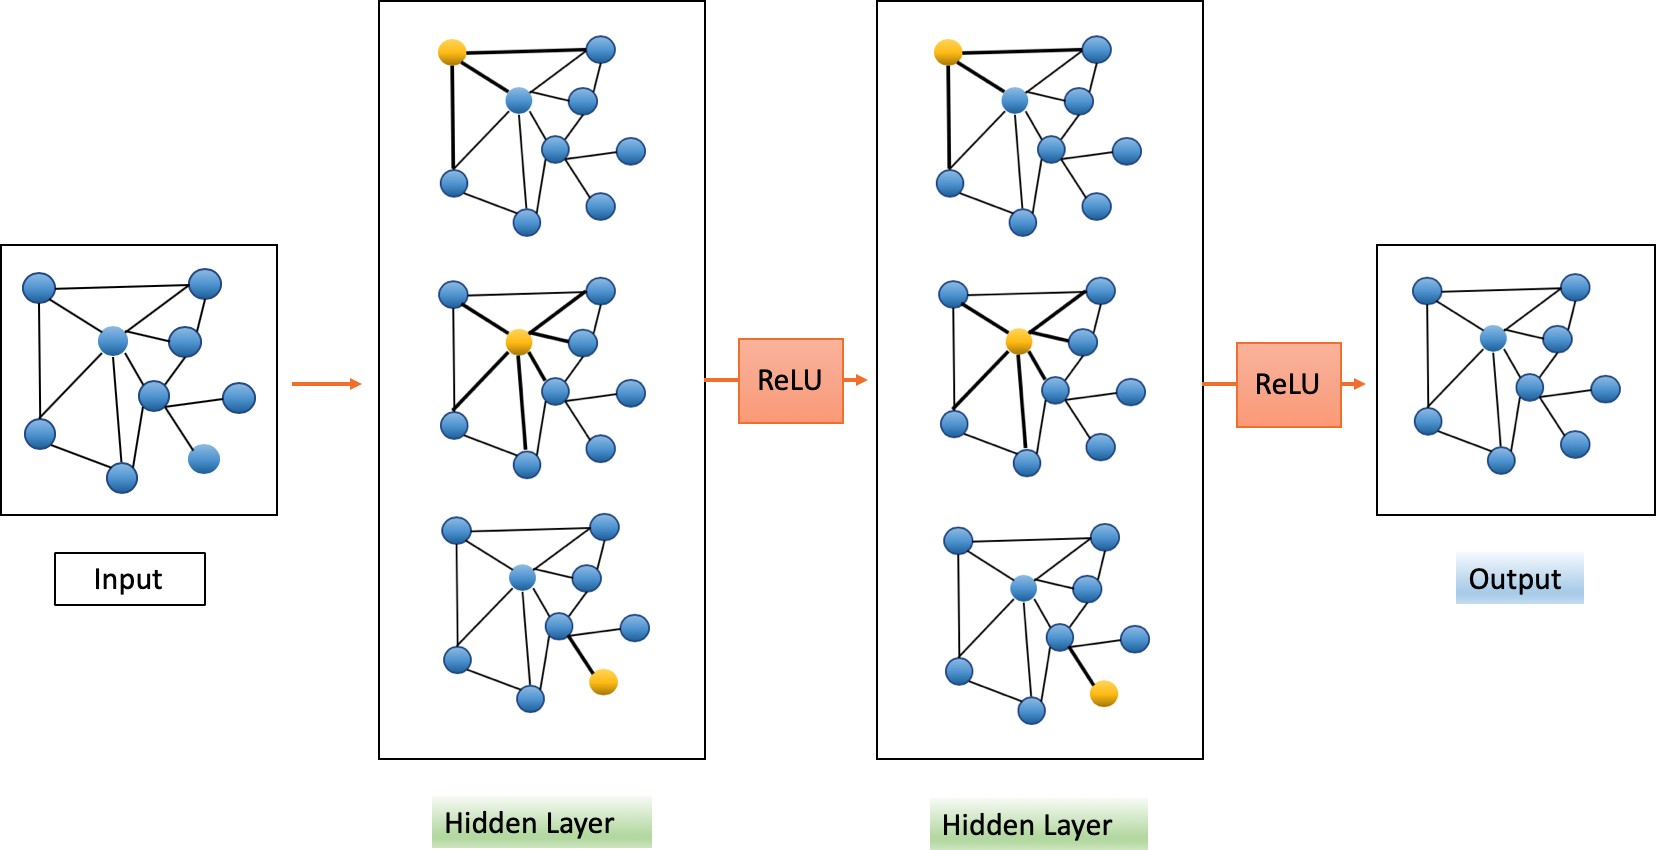 Input
Hidden Layer
ReLU
Hidden Layer
ReLU
Output